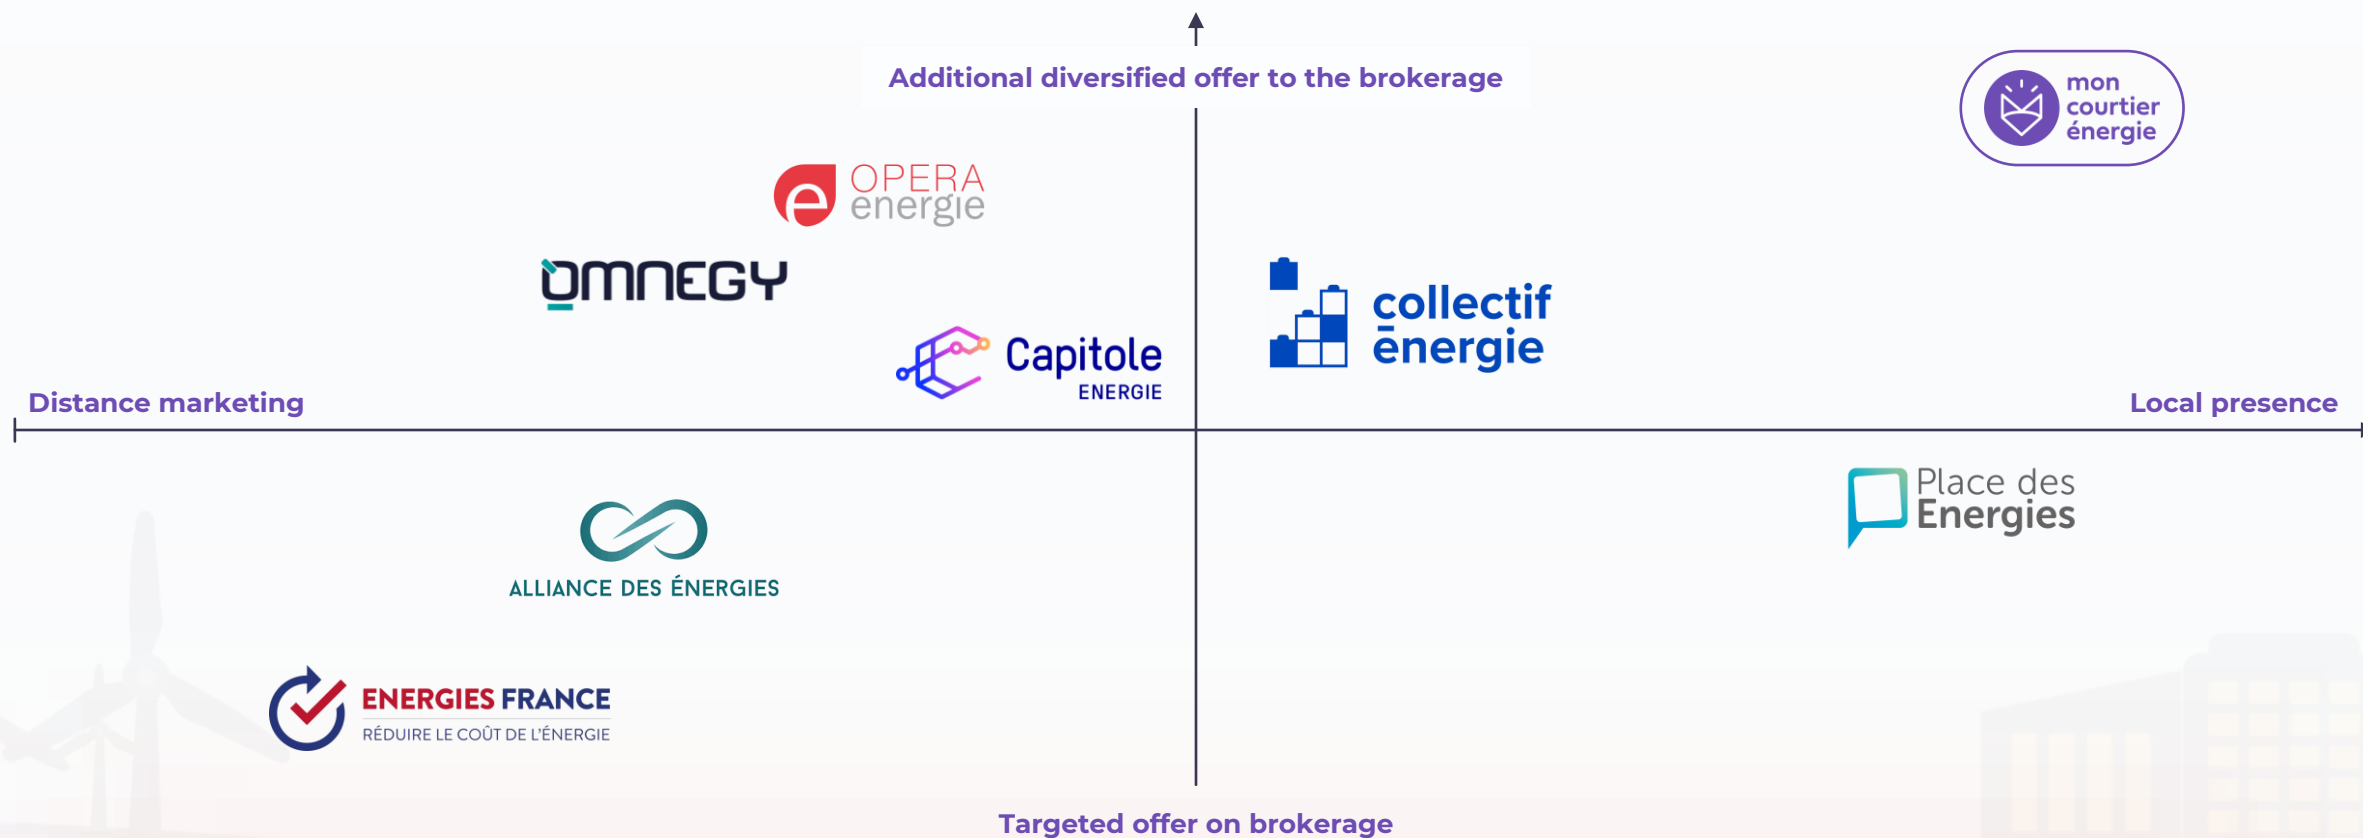 Additional diversified offer to the brokerage
mon
courtier
énergie
OPERA
energie
OMNEGY
collectif
énergie
Capitole
ENERGIE
Distance marketing
Local presence
Place des
Energies
ALLIANCE DES ÉNERGIES
ENERGIES FRANCE
RÉDUIRE LE COÛT DE L'ÉNERGIE
Targeted offer on brokerage